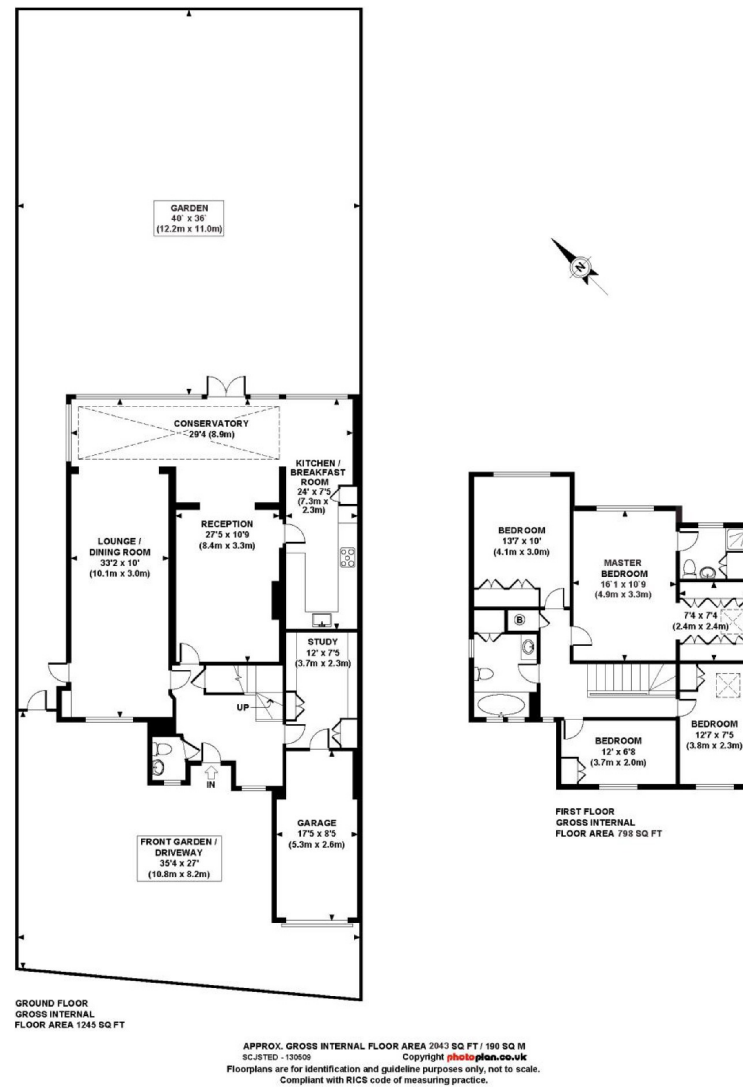 GARDEN
40' x 36'
(12.2m x 11.0m)
N
CONSERVATORY
29'4 (8.9m)
KITCHEN /
BREAKFAST
ROOM
24' x 7'5
(7.3m x
2.3m)
LOUNGE /
DINING ROOM
33'2 x 10'
(10.1m x 3.0m)
RECEPTION
27'5 x 10'9
(8.4m x 3.3m)
STUDY
12' x 7'5
(3.7m x 2.3m)
UP
IN
GARAGE
17'5 x 8'5
(5.3m x 2.6m)
FRONT GARDEN /
DRIVEWAY
35'4 x 27'
(10.8m x 8.2m)
GROUND FLOOR
GROSS INTERNAL
FLOOR AREA 1245 SQ FT
BEDROOM
13'7 x 10'
(4.1m x 3.0m)
MASTER
BEDROOM
16'1 x 10'9
(4.9m x 3.3m)
7'4 x 7'4
(2.4m x 2.4m)
B
BEDROOM
12' x 6'8
(3.7m x 2.0m)
BEDROOM
12'7 x 7'5
(3.8m x 2.3m)
FIRST FLOOR
GROSS INTERNAL
FLOOR AREA 798 SQ FT
APPROX. GROSS INTERNAL FLOOR AREA 2043 SQ FT / 190 SQ M
SCJSTED - 130509 Copyright photoplan.co.uk
Floorplans are for identification and guideline purposes only, not to scale.
Compliant with RICS code of measuring practice.